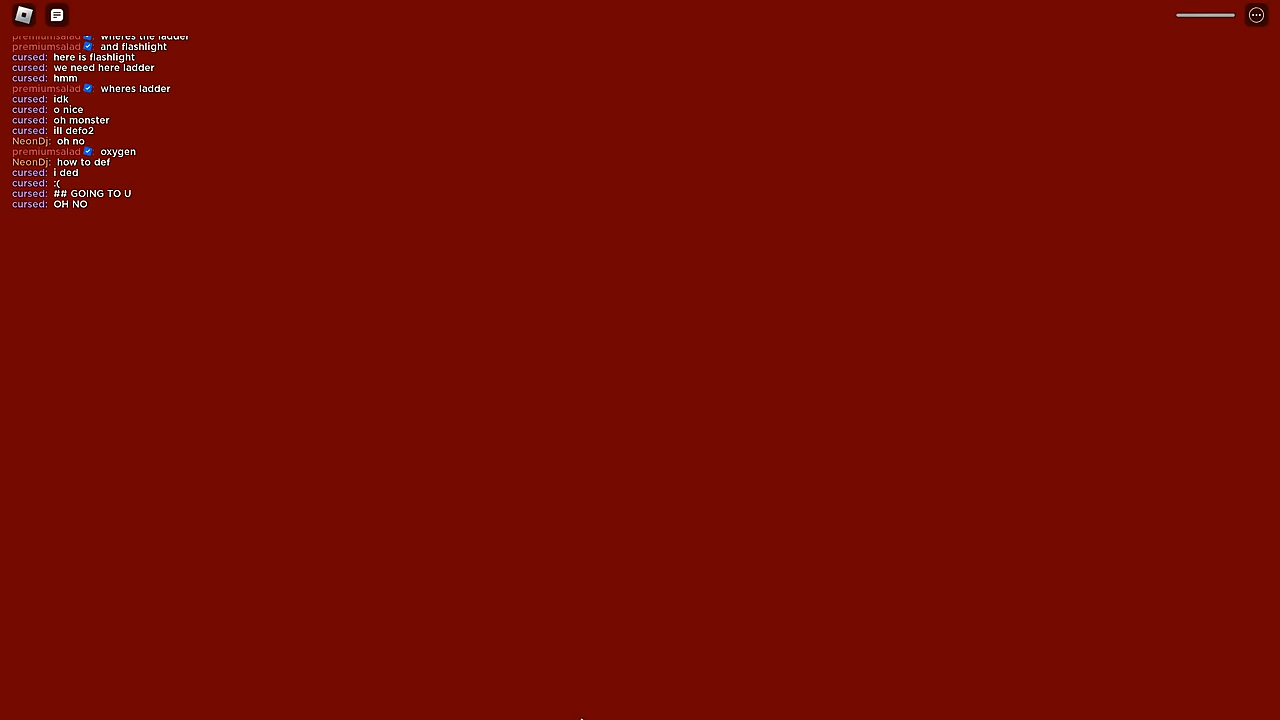 premiumsalad: wheres the ladder
premiumsalad: and flashlight
cursed: here is flashlight
cursed: we need here ladder
cursed: hmm
premiumsalad: wheres ladder
cursed: idk
cursed: o nice
cursed: oh monster
cursed: ill defo2
NeonDj: oh no
premiumsalad: oxygen
NeonDj: how to def
cursed: i ded
cursed: :(
cursed: ## GOING TO U
cursed: OH NO